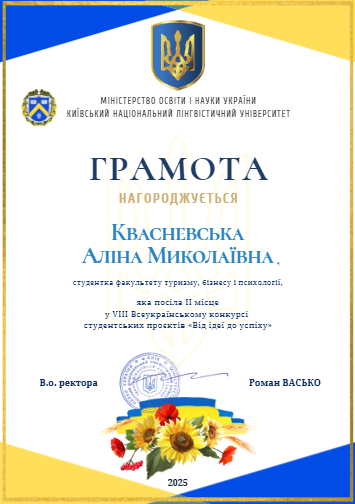 МІНІСТЕРСТВО ОСВІТИ І НАУКИ УКРАЇНИ
КИЇВСЬКИЙ НАЦІОНАЛЬНИЙ ЛІНГВІСТИЧНИЙ УНІВЕРСИТЕТ
ГРАМОТА
НАГОРОДЖУЄТЬСЯ
КВАСНЕВСЬКА
АЛІНА МИКОЛАЇВНА,
студентка факультету туризму, бізнесу і психології,
яка посіла ІІ місце
у VIII Всеукраїнському конкурсі
студентських проєктів «Від ідеї до успіху»
В.о. ректора
Роман ВАСЬКО
2025